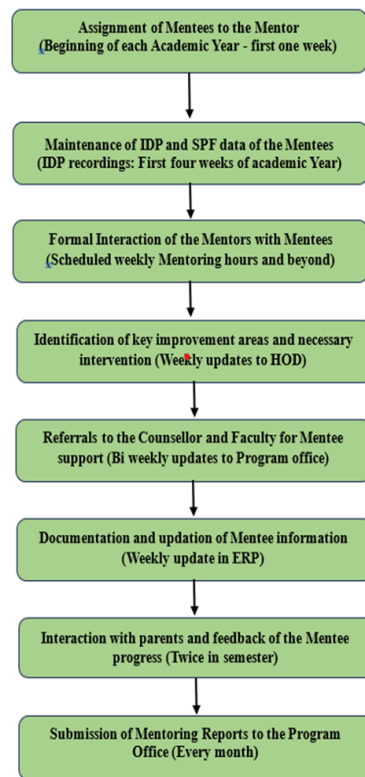 Assignment of Mentees to the Mentor
(Beginning of each Academic Year - first one week)
Maintenance of IDP and SPF data of the Mentees
(IDP recordings: First four weeks of academic Year)
Formal Interaction of the Mentors with Mentees
(Scheduled weekly Mentoring hours and beyond)
Identification of key improvement areas and necessary
intervention (Weekly updates to HOD)
Referrals to the Counsellor and Faculty for Mentee
support (Bi weekly updates to Program office)
Documentation and updation of Mentee information
(Weekly update in ERP)
Interaction with parents and feedback of the Mentee
progress (Twice in semester)
Submission of Mentoring Reports to the Program
Office (Every month)